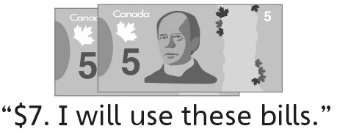 Canada Canada 5
5 5
“$7. I will use these bills.”